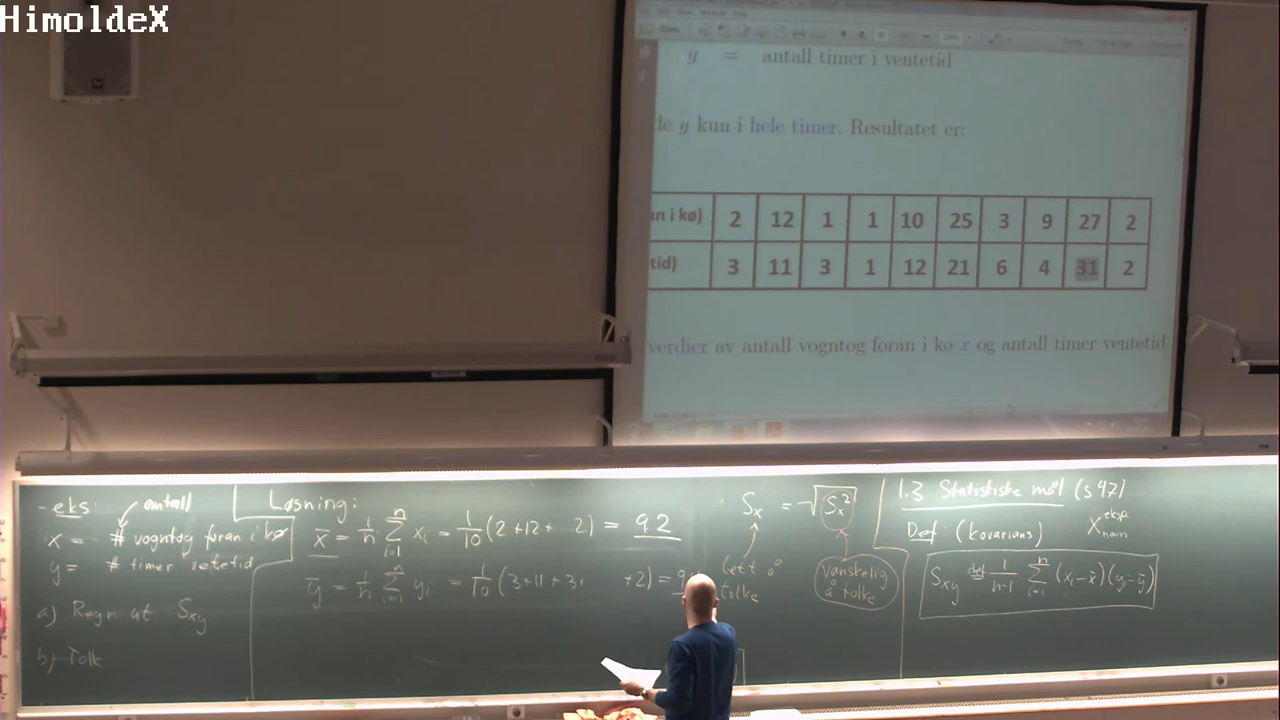 HimoldeX
y = antall timer i ventetid
de y kun i hele timer. Resultatet er:
n i kø) 2 12 1 1 10 25 3 9 27 2
tid) 3 11 3 1 12 21 6 4 31 2
verdier av antall vogntog foran i kø x og antall timer ventetid
- eks:
antall
x = # vogntog foran i kø
y = # timer
a) Regn ut Sxy
b) Tolk
Løsning:
x̄ = 1/n Σ i=1 n xi = 1/10 (2 + 12 + 2) = 9.2
ȳ = 1/n Σ i=1 n yi = 1/10 (3 + 11 + 3 + 2) =
Sx = √Sx²
lett å
tolke
Vanskelig
å tolke
1.3 Statistiske mål (s 47)
Def: (kovarians)
Sxy def = 1/n-1 Σ i=1 n (xi - x̄)(yi - ȳ)